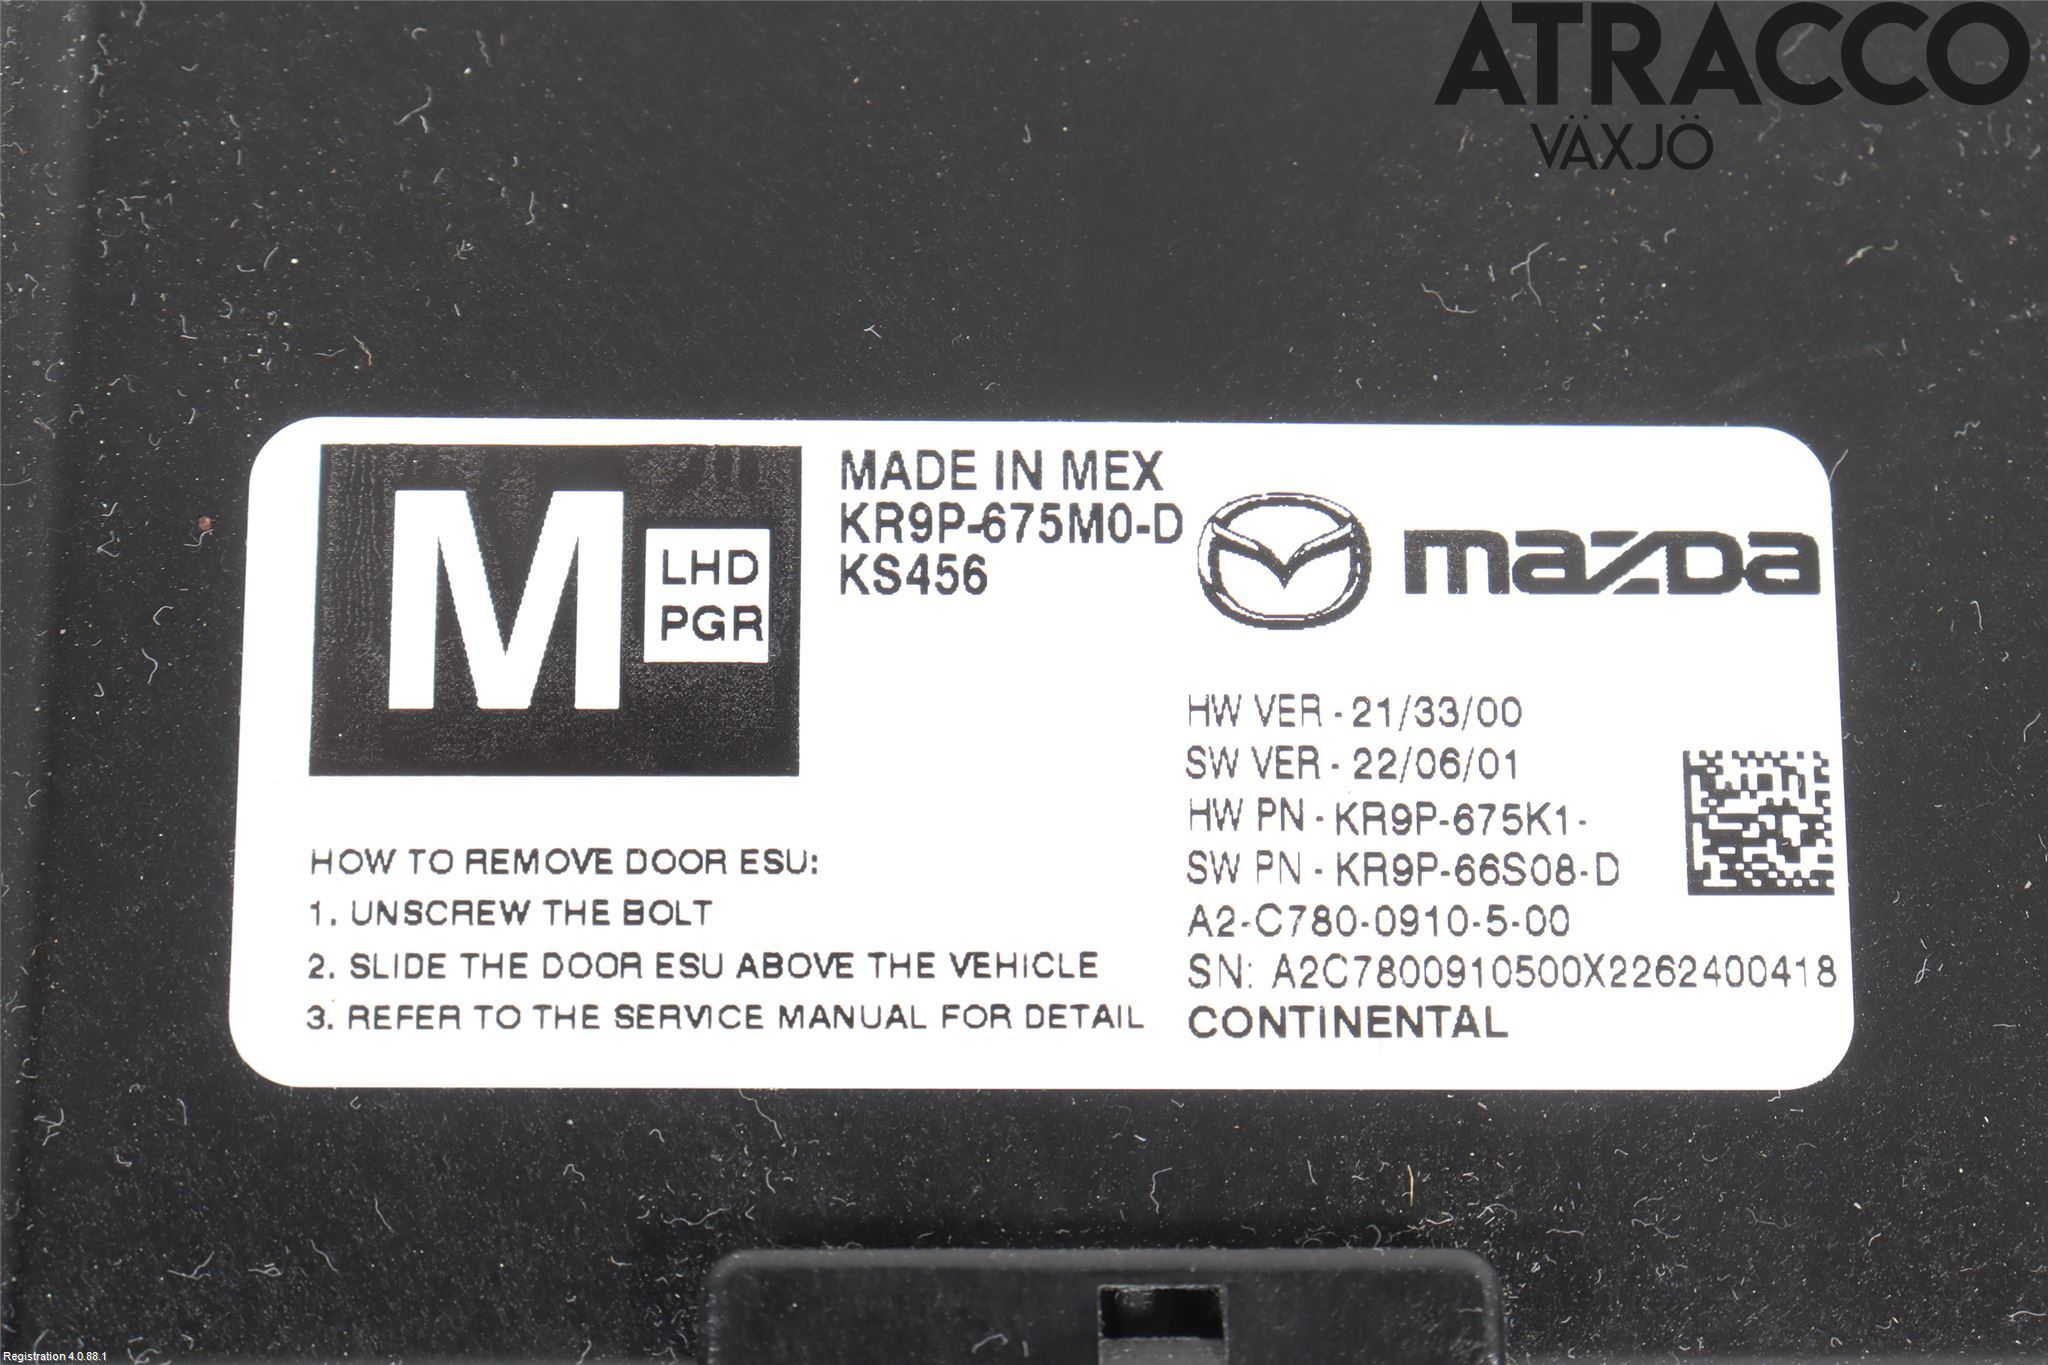 ATRACCO
VÄXJÖ
M
LHD
PGR
MADE IN MEX
KR9P-675M0-D
KS456
mazda
HW VER - 21/33/00
SW VER - 22/06/01
HW PN - KR9P-675K1-
SW PN - KR9P-66S08-D
A2-C780-0910-5-00
SN: A2C7800910500X2262400418
CONTINENTAL
HOW TO REMOVE DOOR ESU:
1. UNSCREW THE BOLT
2. SLIDE THE DOOR ESU ABOVE THE VEHICLE
3. REFER TO THE SERVICE MANUAL FOR DETAIL
Registration 4.0.88.1